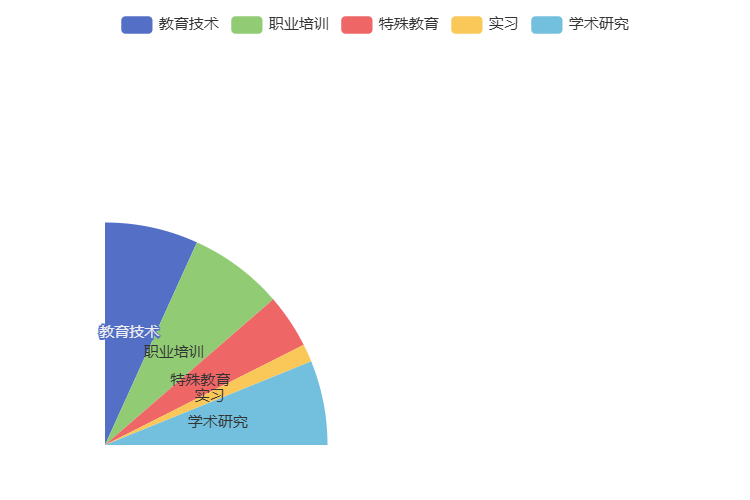 教育技术 职业培训 特殊教育 实习 学术研究
教育技术
职业培训
特殊教育
实习
学术研究